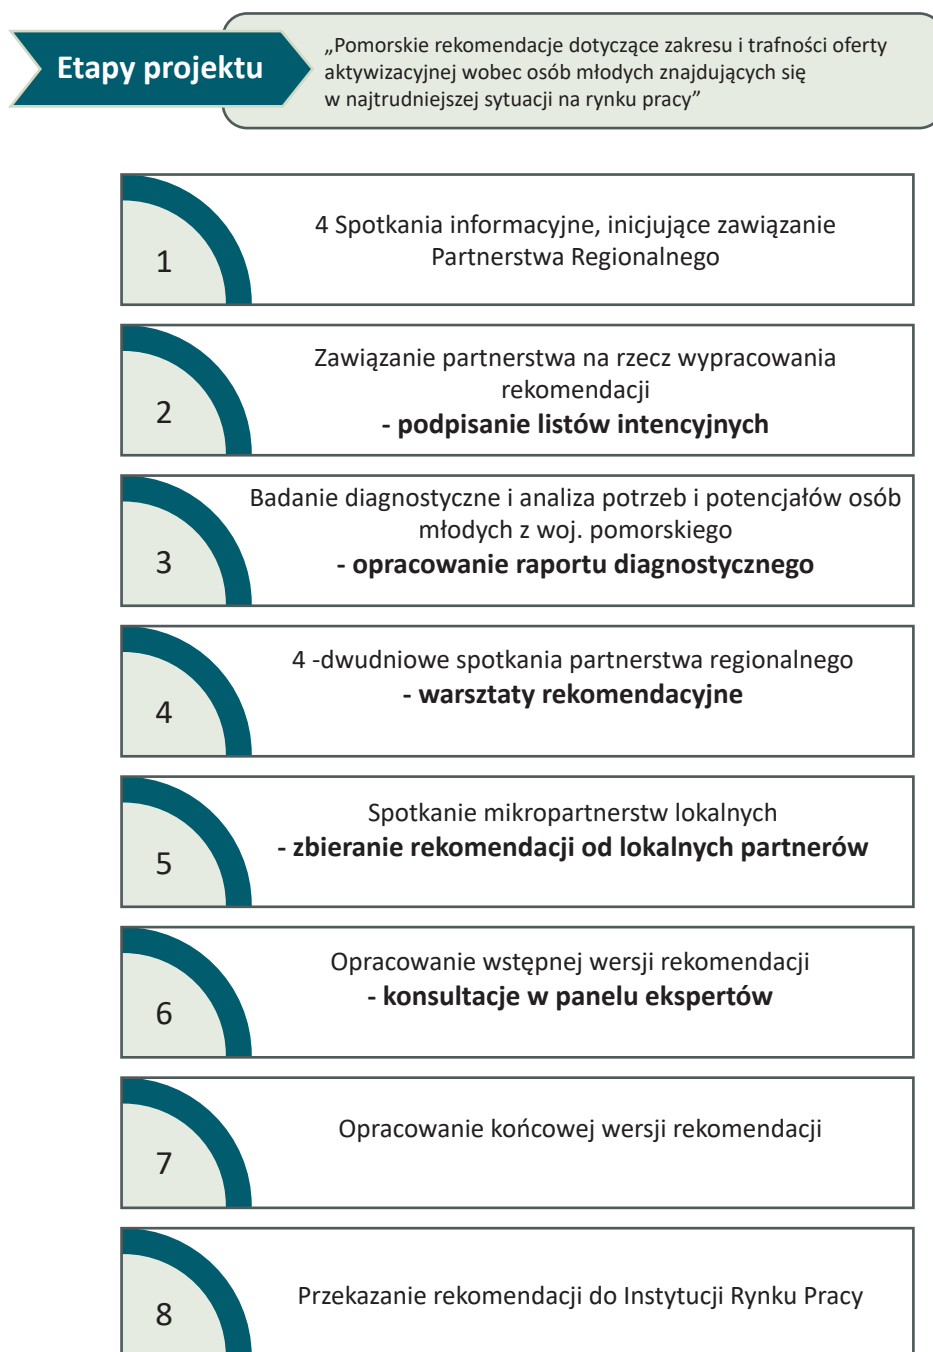 Etapy projektu
„Pomorskie rekomendacje dotyczące zakresu i trafności oferty
aktywizacyjnej wobec osób młodych znajdujących się
w najtrudniejszej sytuacji na rynku pracy”
1
4 Spotkania informacyjne, inicjujące zawiązanie
Partnerstwa Regionalnego
2
Zawiązanie partnerstwa na rzecz wypracowania
rekomendacji
- podpisanie listów intencyjnych
3
Badanie diagnostyczne i analiza potrzeb i potencjałów osób
młodych z woj. pomorskiego
- opracowanie raportu diagnostycznego
4
4 -dwudniowe spotkania partnerstwa regionalnego
- warsztaty rekomendacyjne
5
Spotkanie mikropartnerstw lokalnych
- zbieranie rekomendacji od lokalnych partnerów
6
Opracowanie wstępnej wersji rekomendacji
- konsultacje w panelu ekspertów
7
Opracowanie końcowej wersji rekomendacji
8
Przekazanie rekomendacji do Instytucji Rynku Pracy